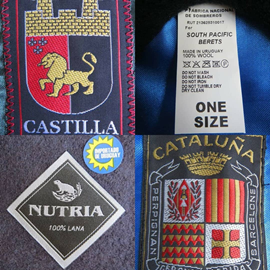 CASTILLA
FABRICA NACIONAL
DE SOMBREROS
For
SOUTH PACIFIC
BERETS
MADE IN URUGUAY
100% WOOL
DO NOT WASH
DO NOT BLEACH
DO NOT IRON
DO NOT TUMBLE DRY
DRY CLEAN
ONE
SIZE
NUTRIA
100% LANA
IMPORTADO
DE URUGUAY
CATALUÑA
PERPIGNAN
BARCELONE